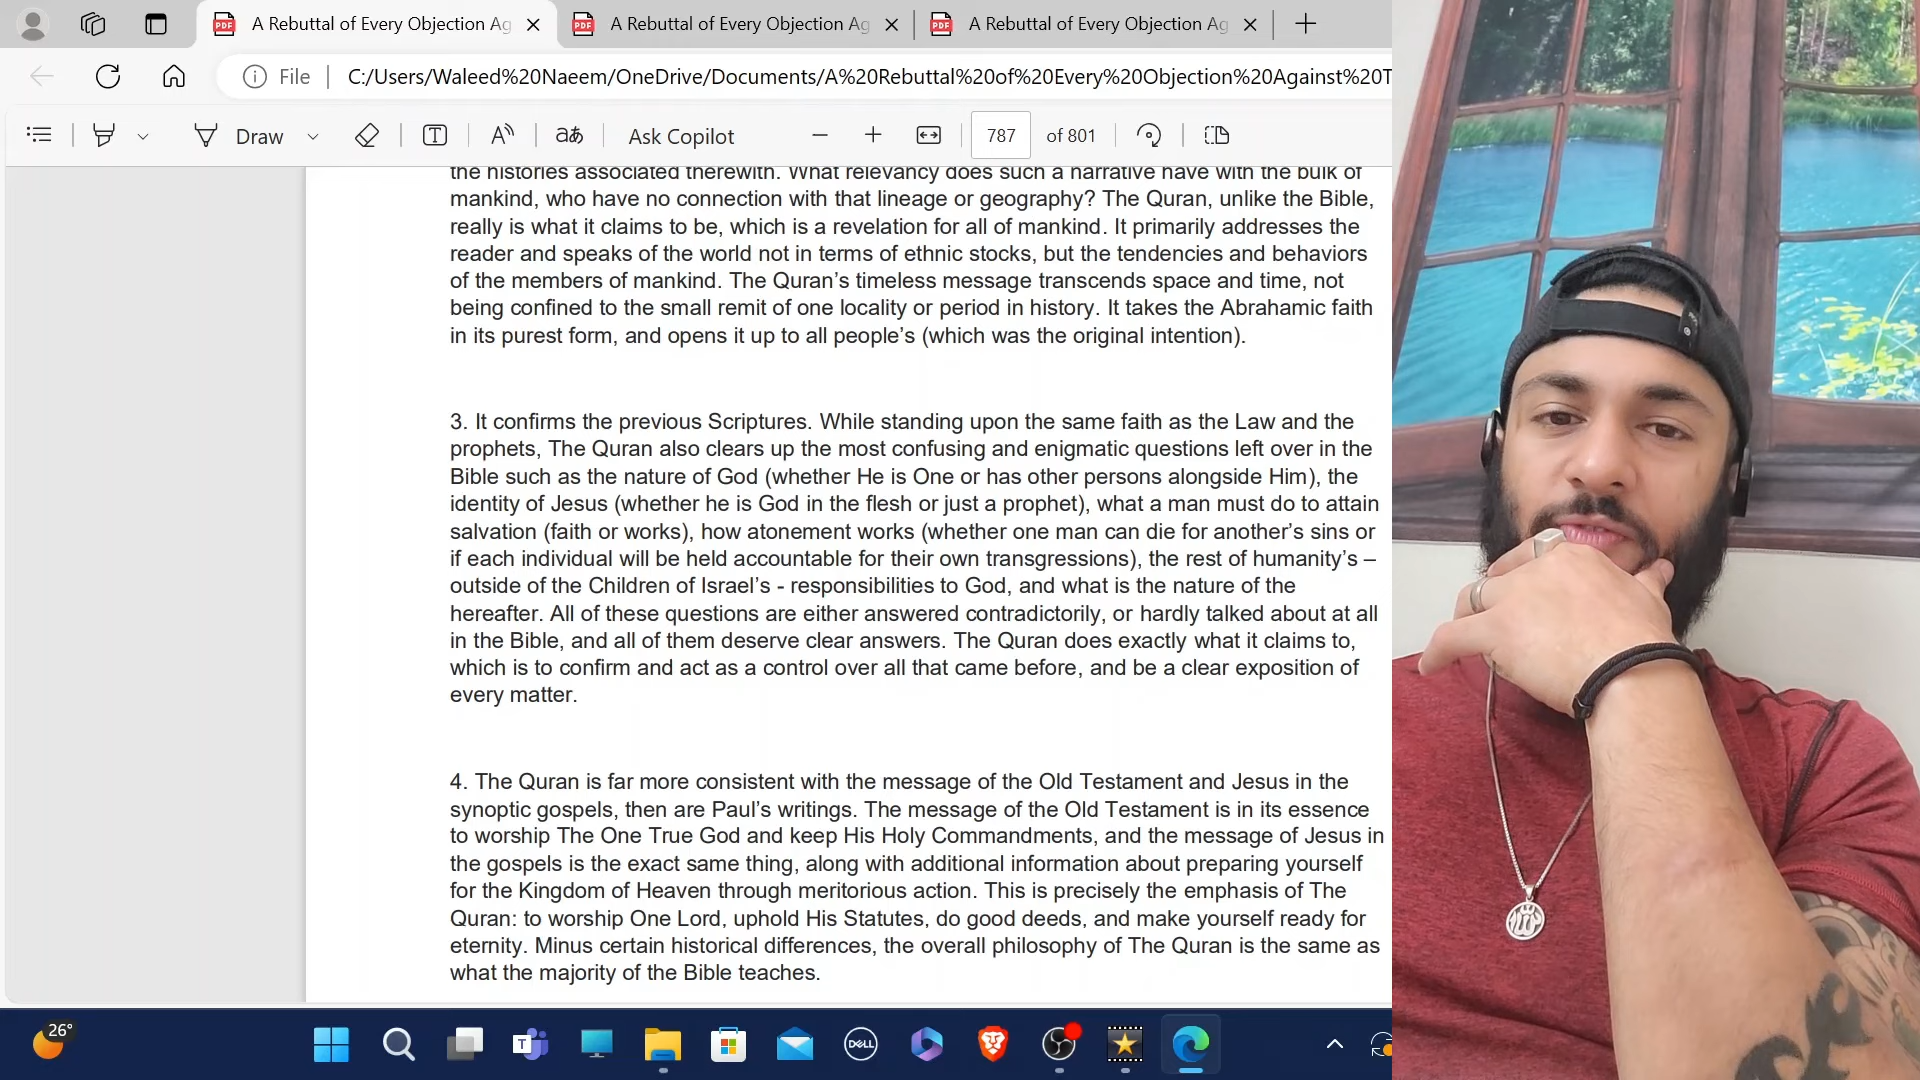 A Rebuttal of Every Objection Ag
A Rebuttal of Every Objection Ag
A Rebuttal of Every Objection Ag
File
C:/Users/Waleed%20Naeem/OneDrive/Documents/A%20Rebuttal%20of%20Every%20Objection%20Against%20T
Draw
Ask Copilot
787
of 801
the histories associated therewith. What relevancy does such a narrative have with the bulk of
mankind, who have no connection with that lineage or geography? The Quran, unlike the Bible,
really is what it claims to be, which is a revelation for all of mankind. It primarily addresses the
reader and speaks of the world not in terms of ethnic stocks, but the tendencies and behaviors
of the members of mankind. The Quran’s timeless message transcends space and time, not
being confined to the small remit of one locality or period in history. It takes the Abrahamic faith
in its purest form, and opens it up to all people’s (which was the original intention).
3. It confirms the previous Scriptures. While standing upon the same faith as the Law and the
prophets, The Quran also clears up the most confusing and enigmatic questions left over in the
Bible such as the nature of God (whether He is One or has other persons alongside Him), the
identity of Jesus (whether he is God in the flesh or just a prophet), what a man must do to attain
salvation (faith or works), how atonement works (whether one man can die for another’s sins or
if each individual will be held accountable for their own transgressions), the rest of humanity’s –
outside of the Children of Israel’s - responsibilities to God, and what is the nature of the
hereafter. All of these questions are either answered contradictorily, or hardly talked about at all
in the Bible, and all of them deserve clear answers. The Quran does exactly what it claims to,
which is to confirm and act as a control over all that came before, and be a clear exposition of
every matter.
4. The Quran is far more consistent with the message of the Old Testament and Jesus in the
synoptic gospels, then are Paul’s writings. The message of the Old Testament is in its essence
to worship The One True God and keep His Holy Commandments, and the message of Jesus in
the gospels is the exact same thing, along with additional information about preparing yourself
for the Kingdom of Heaven through meritorious action. This is precisely the emphasis of The
Quran: to worship One Lord, uphold His Statutes, do good deeds, and make yourself ready for
eternity. Minus certain historical differences, the overall philosophy of The Quran is the same as
what the majority of the Bible teaches.
26°
DELL